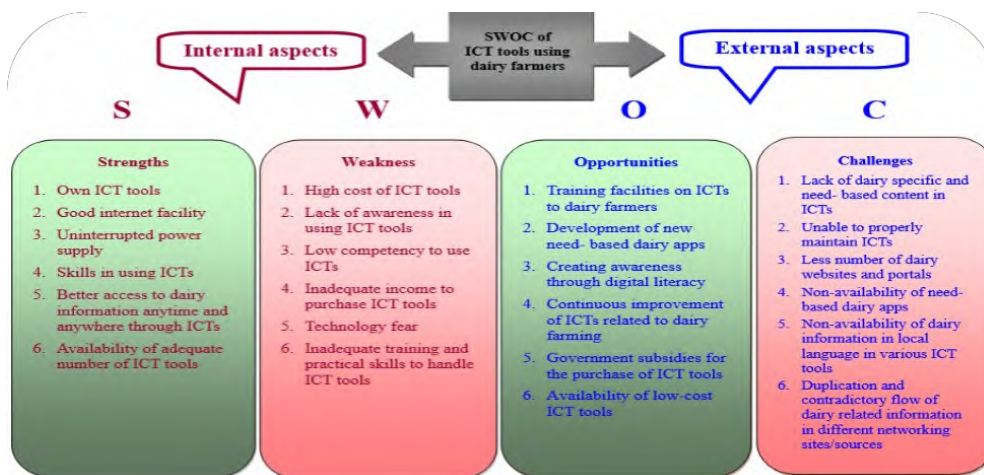 SWOC of
ICT tools using
dairy farmers
Internal aspects
External aspects
S
W
O
C
Strengths
1. Own ICT tools
2. Good internet facility
3. Uninterrupted power
supply
4. Skills in using ICTs
5. Better access to dairy
information anytime and
anywhere through ICTs
6. Availability of adequate
number of ICT tools
Weakness
1. High cost of ICT tools
2. Lack of awareness in
using ICT tools
3. Low competency to use
ICTs
4. Inadequate income to
purchase ICT tools
5. Technology fear
6. Inadequate training and
practical skills to handle
ICT tools
Opportunities
1. Training facilities on ICTs
to dairy farmers
2. Development of new
need- based dairy apps
3. Creating awareness
through digital literacy
4. Continuous improvement
of ICTs related to dairy
farming
5. Government subsidies for
the purchase of ICT tools
6. Availability of low-cost
ICT tools
Challenges
1. Lack of dairy specific and
need- based content in
ICTs
2. Unable to properly
maintain ICTs
3. Less number of dairy
websites and portals
4. Non-availability of need-
based dairy apps
5. Non-availability of dairy
information in local
language in various ICT
tools
6. Duplication and
contradictory flow of
dairy related information
in different networking
sites/sources